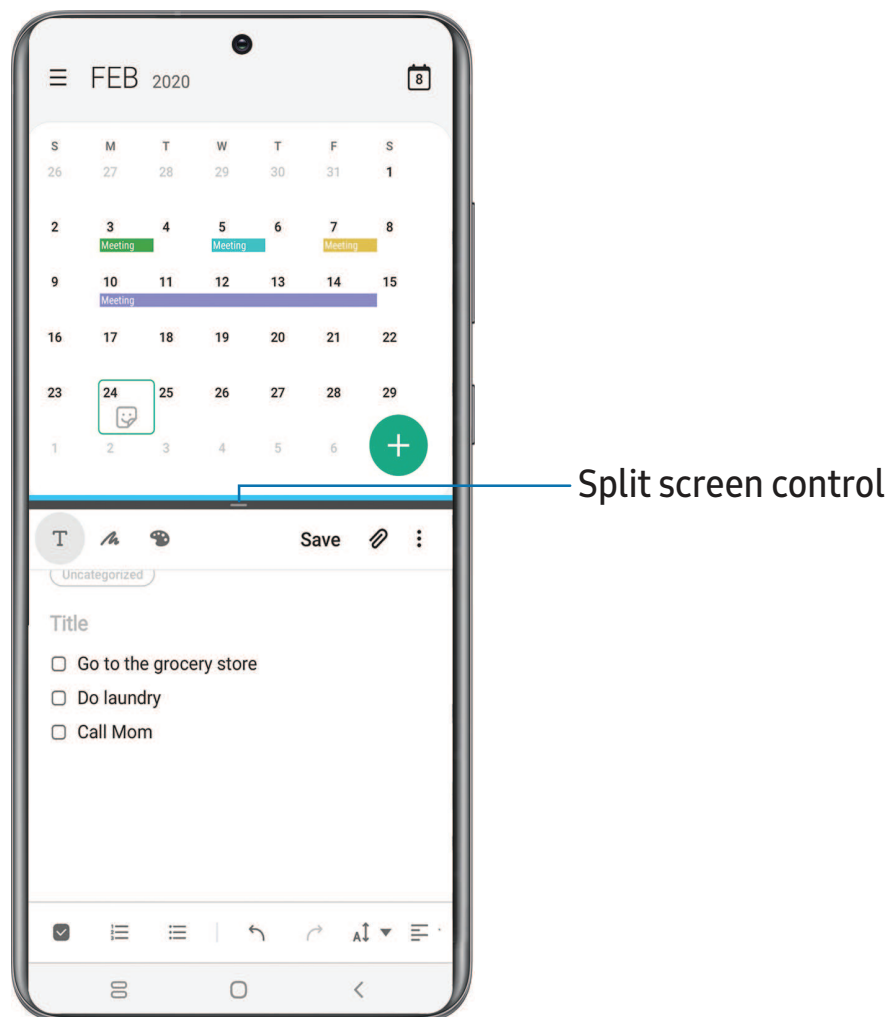 FEB 2020
8
S M T W T F S
26 27 28 29 30 31 1
2 3 4 5 6 7 8
Meeting Meeting Meeting
9 10 11 12 13 14 15
Meeting
16 17 18 19 20 21 22
23 24 25 26 27 28 29
1 2 3 4 5 6
Split screen control
T Save
Uncategorized
Title
Go to the grocery store
Do laundry
Call Mom
A